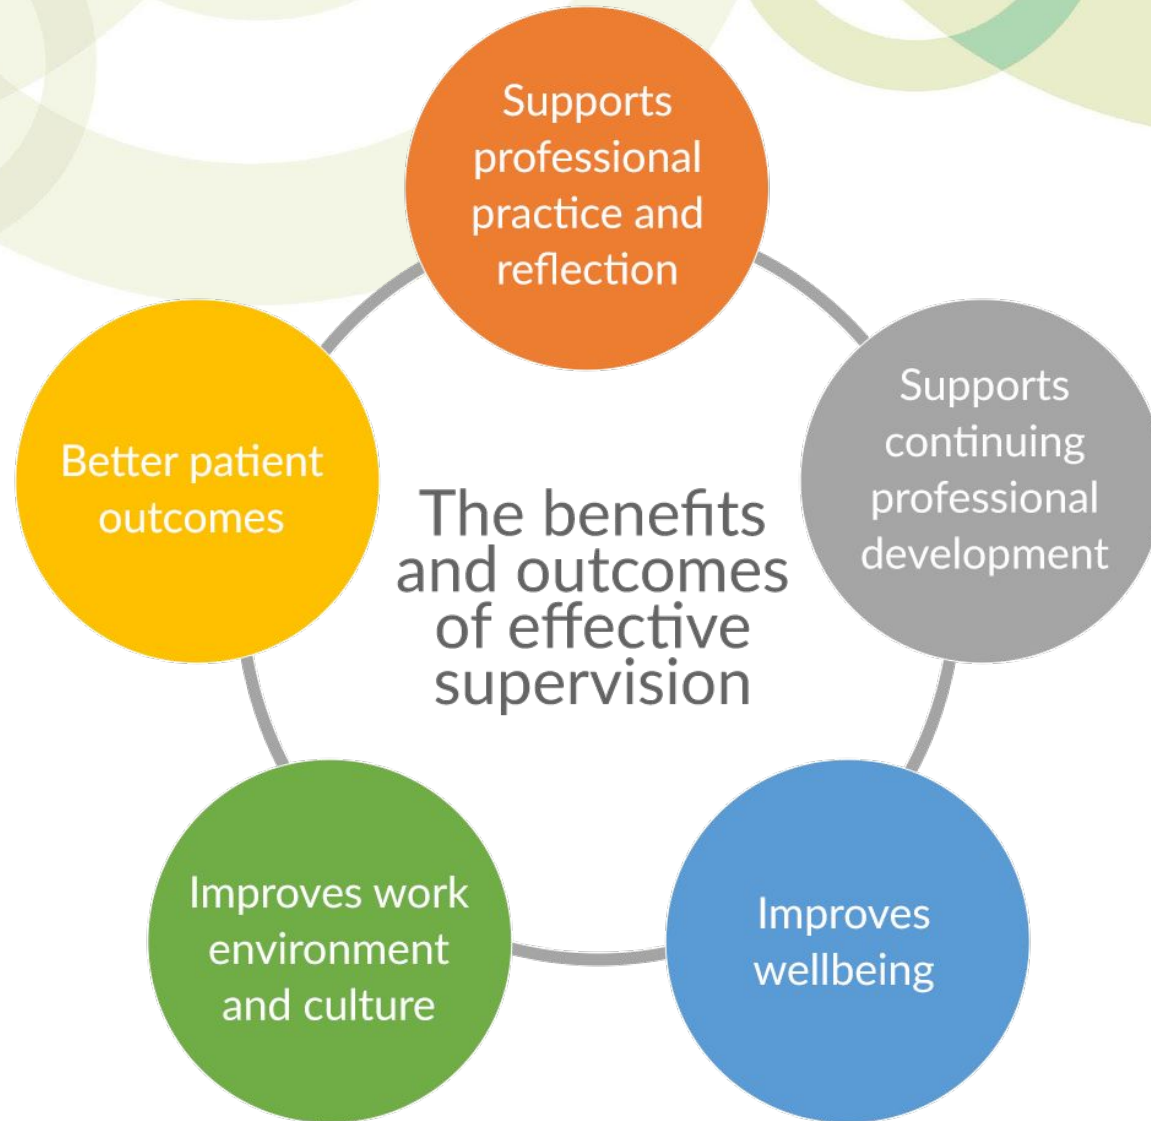 Supports
professional
practice and
reflection
Supports
continuing
professional
development
Improves
wellbeing
Improves work
environment
and culture
Better patient
outcomes
The benefits
and outcomes
of effective
supervision